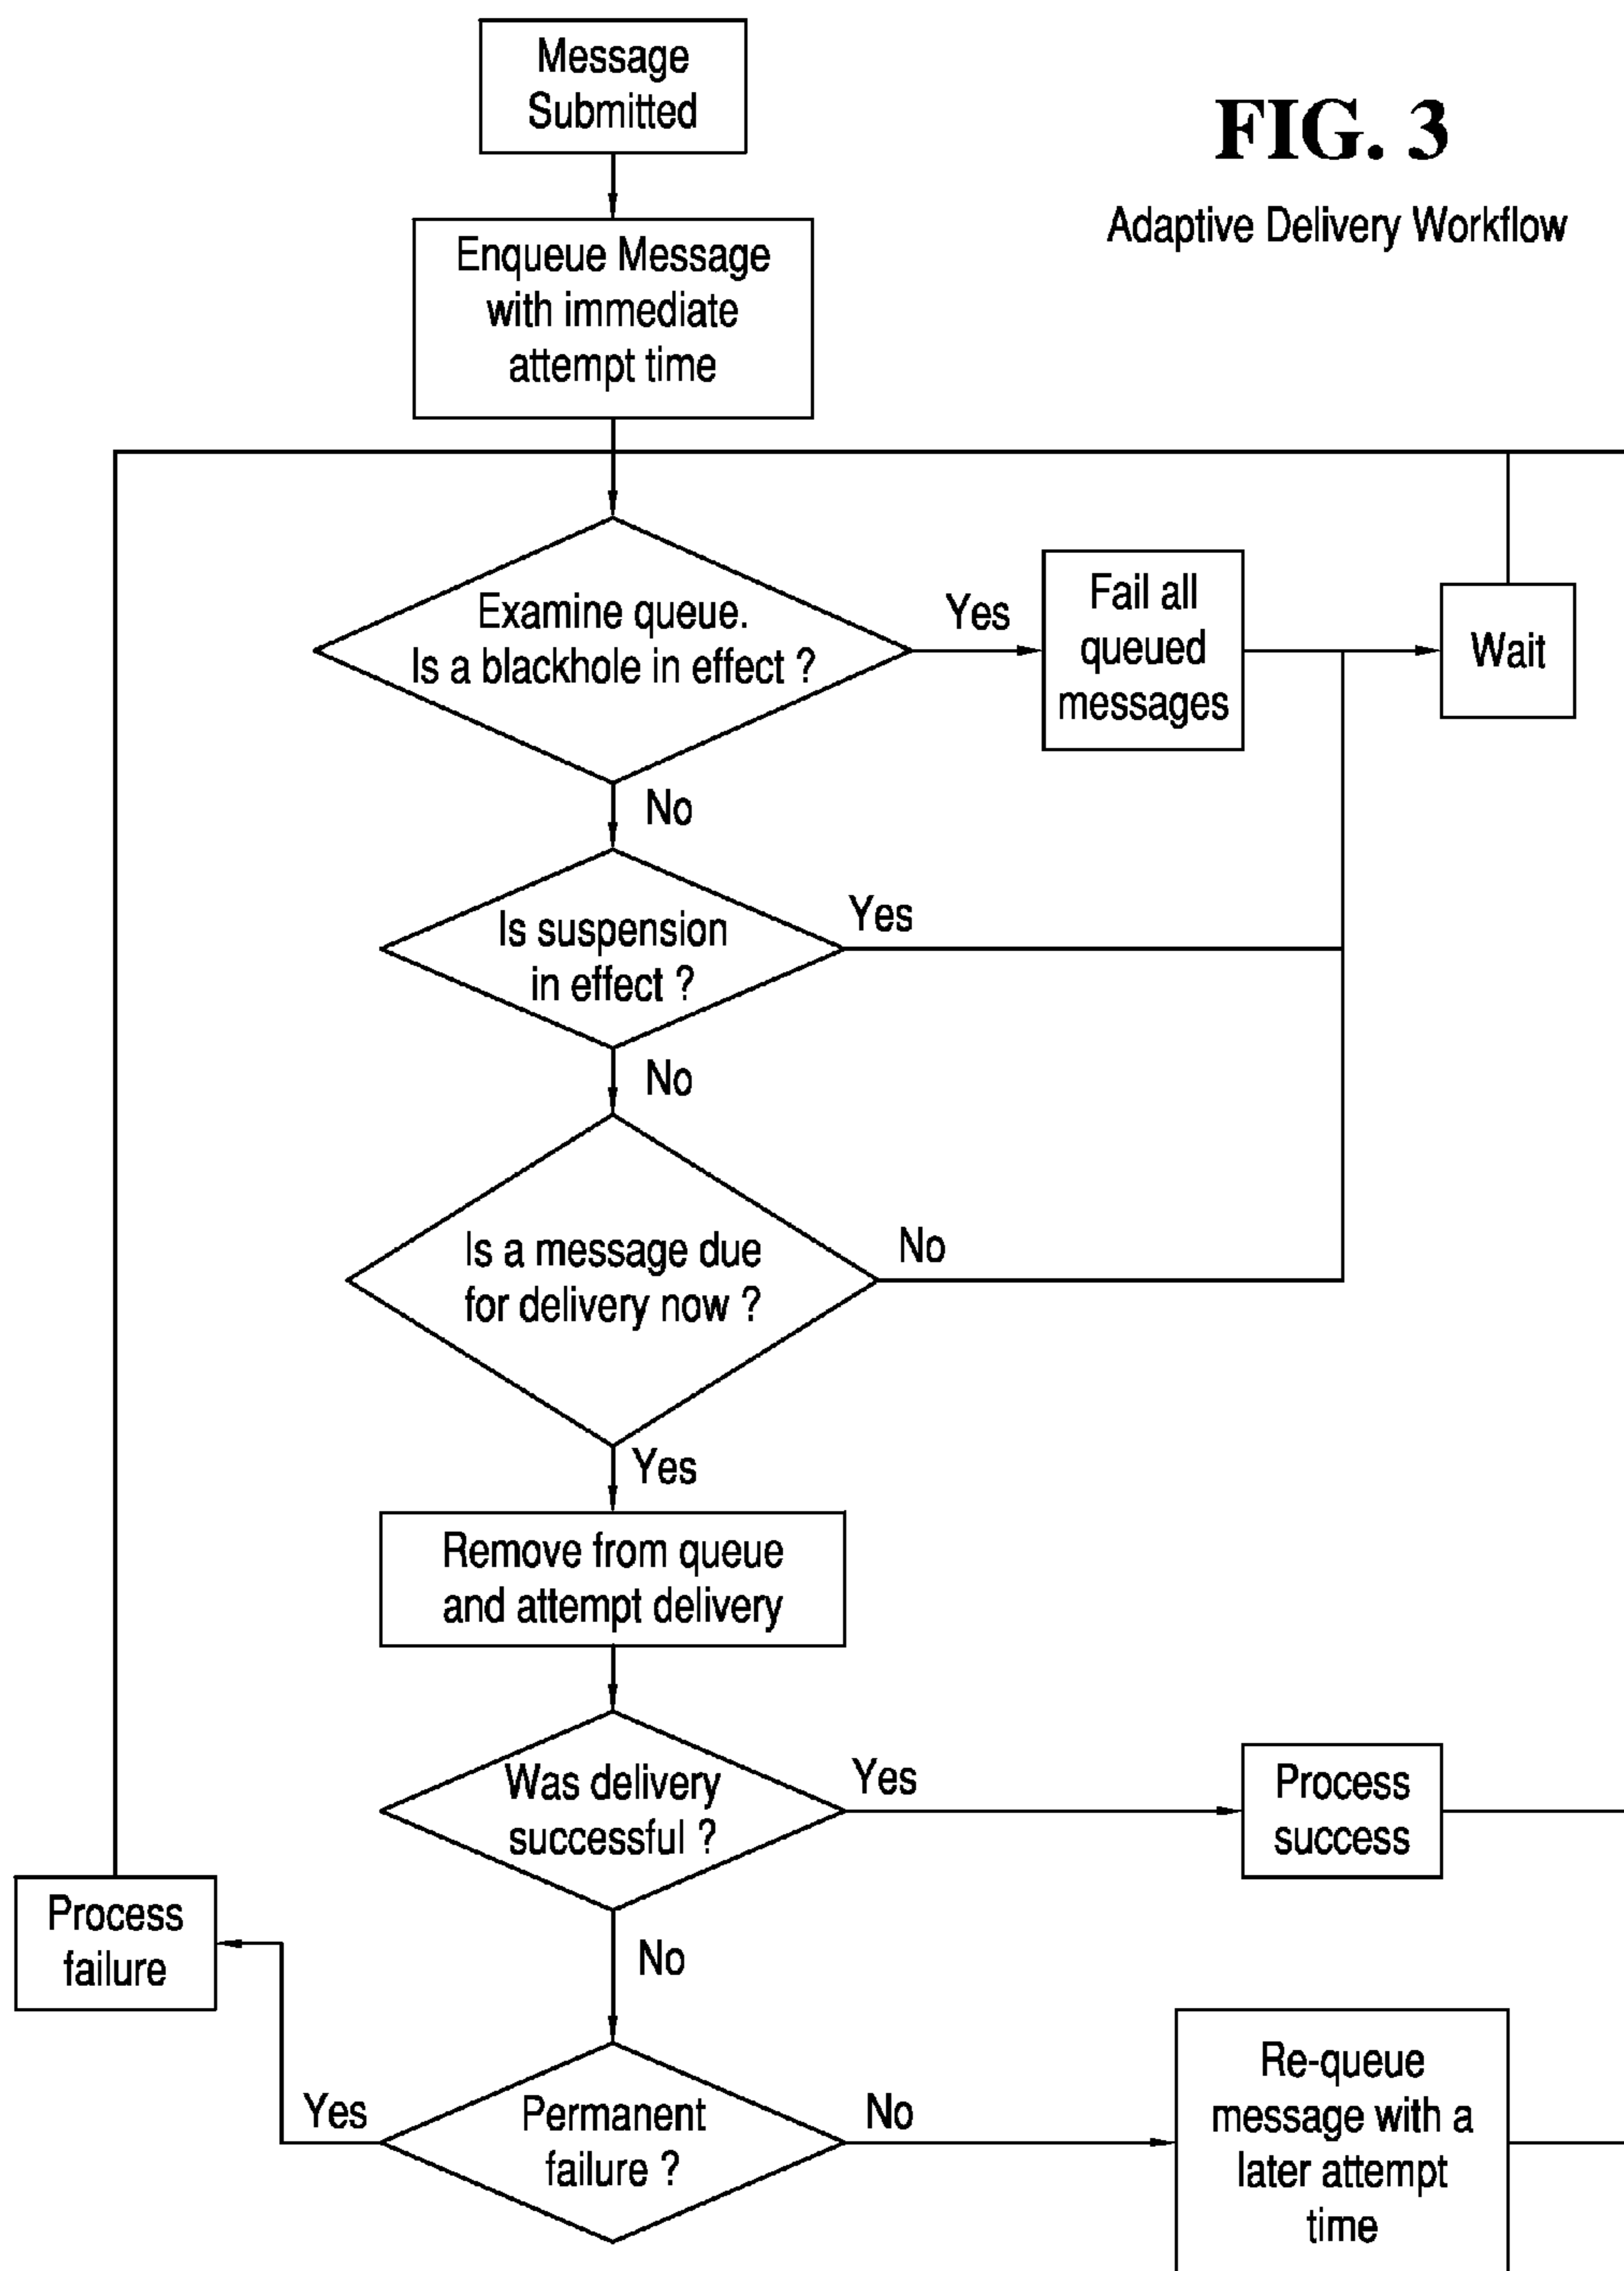 Message
Submitted
FIG. 3
Adaptive Delivery Workflow
Enqueue Message
with immediate
attempt time
Examine queue.
Is a blackhole in effect ?
Yes
Fail all
queued
messages
Wait
No
Is suspension
in effect ?
Yes
No
Is a message due
for delivery now ?
No
Yes
Remove from queue
and attempt delivery
Was delivery
successful ?
Yes
Process
success
Process
failure
No
Permanent
failure ?
Yes
No
Re-queue
message with a
later attempt
time